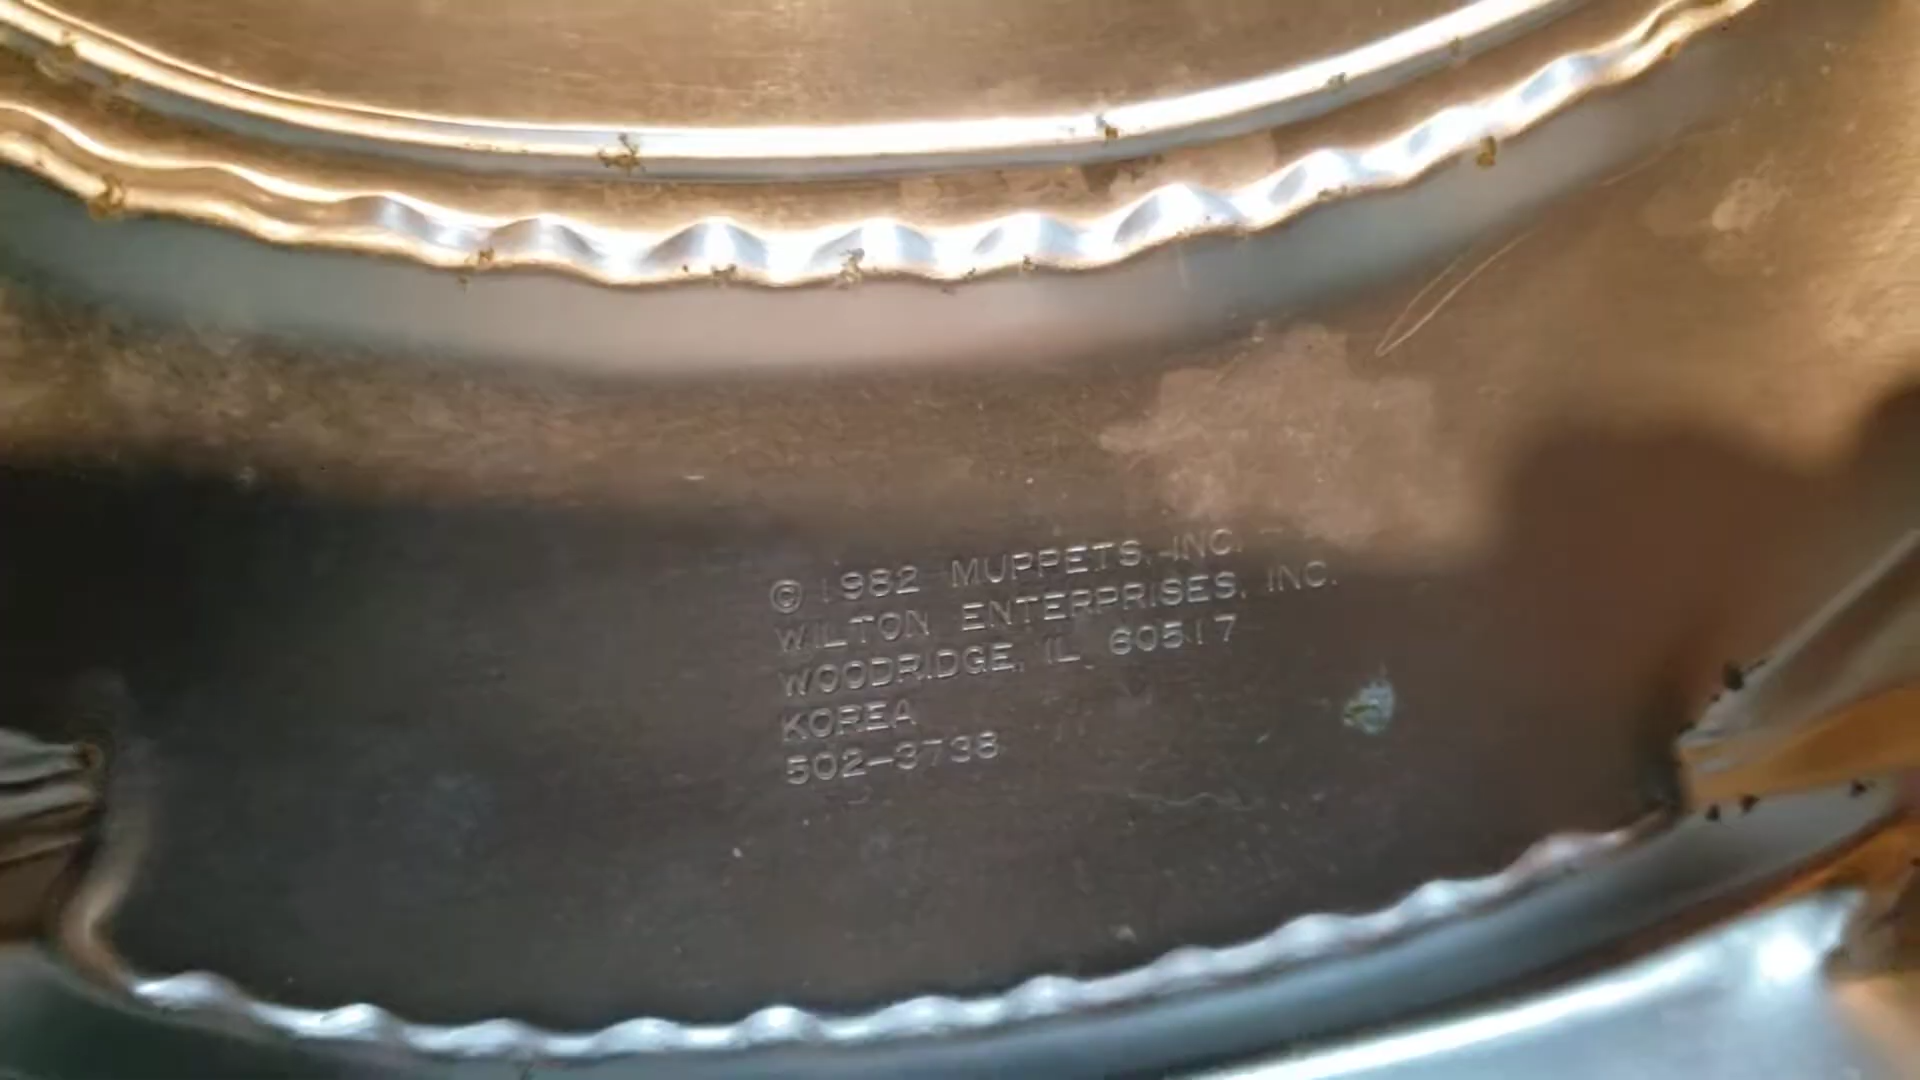 © 1982 MUPPETS, INC.
WILTON ENTERPRISES, INC.
WOODRIDGE, IL 60517
KOREA
502-3738